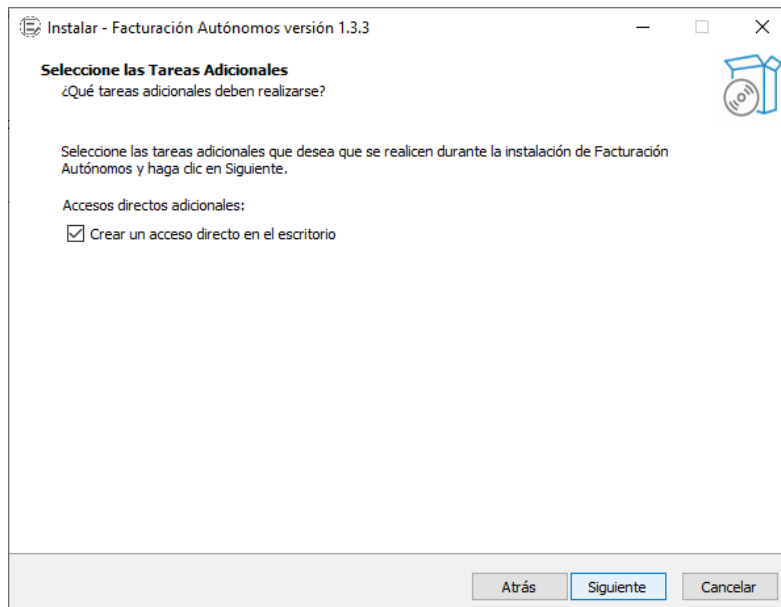 Instalar - Facturación Autónomos versión 1.3.3
Seleccione las Tareas Adicionales
¿Qué tareas adicionales deben realizarse?
Seleccione las tareas adicionales que desea que se realicen durante la instalación de Facturación
Autónomos y haga clic en Siguiente.
Accesos directos adicionales:
Crear un acceso directo en el escritorio
Atrás
Siguiente
Cancelar